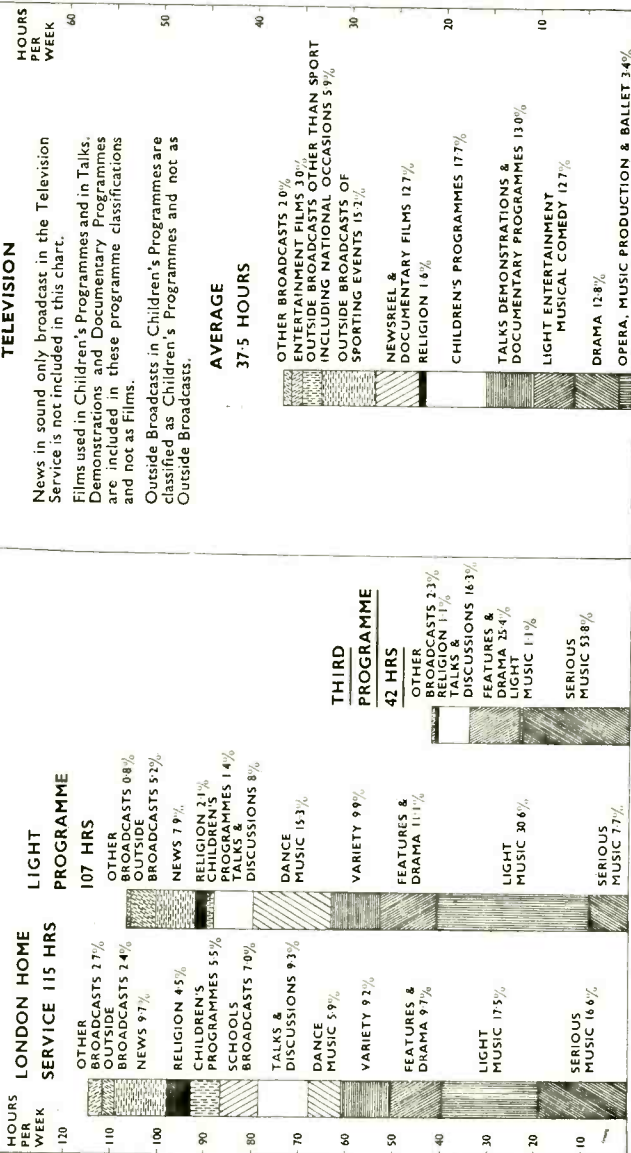 HOURS
PER
WEEK
120
110
100
90
80
70
60
50
40
30
20
10
LONDON HOME
SERVICE 115 HRS
OTHER
BROADCASTS 2·7%
OUTSIDE
BROADCASTS 2·4%
NEWS 9·7%
RELIGION 4·5%
CHILDREN'S
PROGRAMMES 5·5%
SCHOOLS
BROADCASTS 7·0%
TALKS &
DISCUSSIONS 9·3%
DANCE
MUSIC 5·9%
VARIETY 9·2%
FEATURES &
DRAMA 9·7%
LIGHT
MUSIC 17·5%
SERIOUS
MUSIC 16·6%
LIGHT
PROGRAMME
107 HRS
OTHER
BROADCASTS 0·8%
OUTSIDE
BROADCASTS 5·2%
NEWS 7·9%
RELIGION 2·1%
CHILDREN'S
PROGRAMMES 1·4%
TALKS &
DISCUSSIONS 8%
DANCE
MUSIC 15·3%
VARIETY 9·9%
FEATURES &
DRAMA 11·1%
LIGHT
MUSIC 30·6%
SERIOUS
MUSIC 7·7%
THIRD
PROGRAMME
42 HRS
OTHER
BROADCASTS 2·3%
RELIGION 1·1%
TALKS &
DISCUSSIONS 16·3%
FEATURES &
DRAMA 25·4%
LIGHT
MUSIC 1·1%
SERIOUS
MUSIC 53·8%
TELEVISION
News in sound only broadcast in the Television
Service is not included in this chart.
Films used in Children's Programmes and in Talks.
Demonstrations and Documentary Programmes
are included in these programme classifications
and not as Films.
Outside Broadcasts in Children's Programmes are
classified as Children's Programmes and not as
Outside Broadcasts.
AVERAGE
37·5 HOURS
OTHER BROADCASTS 2·0%
ENTERTAINMENT FILMS 3·0%
OUTSIDE BROADCASTS OTHER THAN SPORT
INCLUDING NATIONAL OCCASIONS 5·9%
OUTSIDE BROADCASTS OF
SPORTING EVENTS 15·2%
NEWSREEL &
DOCUMENTARY FILMS 12·7%
RELIGION 1·6%
CHILDREN'S PROGRAMMES 17·7%
TALKS DEMONSTRATIONS &
DOCUMENTARY PROGRAMMES 13·0%
LIGHT ENTERTAINMENT
MUSICAL COMEDY 12·7%
DRAMA 12·8%
OPERA, MUSIC PRODUCTION & BALLET 3·4%
HOURS
PER
WEEK
60
50
40
30
20
10